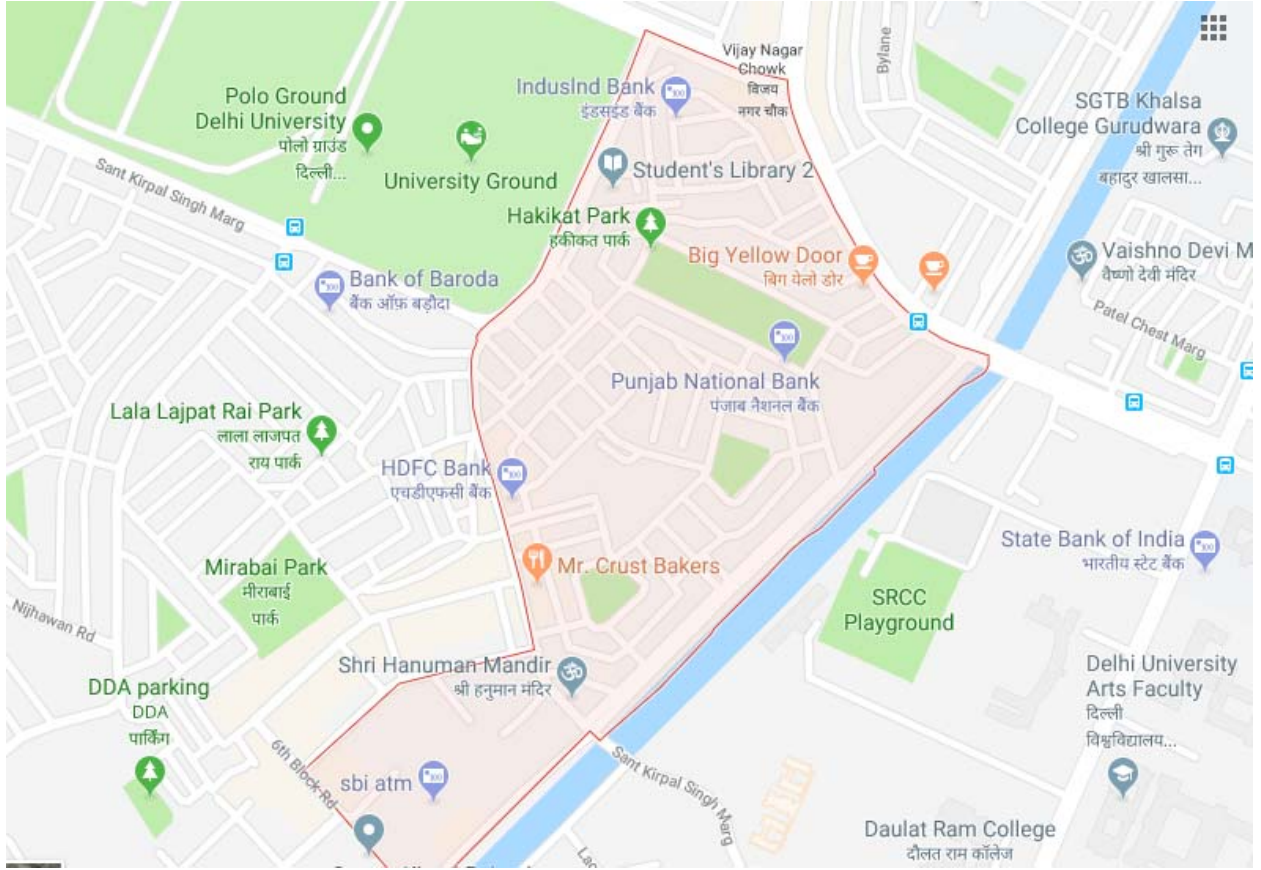 Vijay Nagar
Chowk
विजय
नगर चौक
Bylane
IndusInd Bank
इंडसइंड बैंक
Polo Ground
Delhi University
पोलो ग्राउंड
दिल्ली...
SGTB Khalsa
College Gurudwara
श्री गुरू तेग
बहादुर खालसा...
University Ground
Student's Library 2
Sant Kirpal Singh Marg
Hakikat Park
हकीकत पार्क
Big Yellow Door
बिग येलो डोर
Vaishno Devi M
वैष्णो देवी मंदिर
Bank of Baroda
बैंक ऑफ़ बड़ौदा
Patel Chest Marg
Punjab National Bank
पंजाब नैशनल बैंक
Lala Lajpat Rai Park
लाला लाजपत
राय पार्क
HDFC Bank
एचडीएफसी बैंक
State Bank of India
भारतीय स्टेट बैंक
Mirabai Park
मीराबाई
पार्क
Mr. Crust Bakers
SRCC
Playground
Nijhawan Rd
Shri Hanuman Mandir
श्री हनुमान मंदिर
Delhi University
Arts Faculty
दिल्ली
विश्वविद्यालय...
DDA parking
DDA
पार्किंग
6th Block Rd
sbi atm
Sant Kirpal Singh Marg
Daulat Ram College
दौलत राम कॉलेज